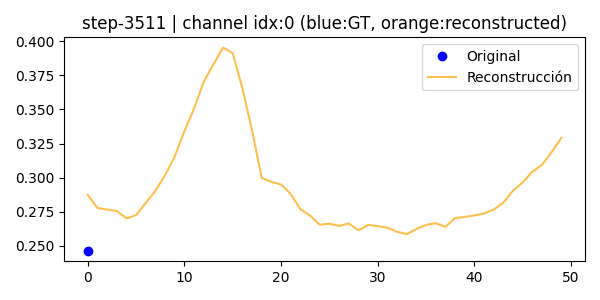 step-3511 | channel idx:0 (blue:GT, orange:reconstructed)
Original
Reconstrucción
0.400
0.375
0.350
0.325
0.300
0.275
0.250
0 10 20 30 40 50